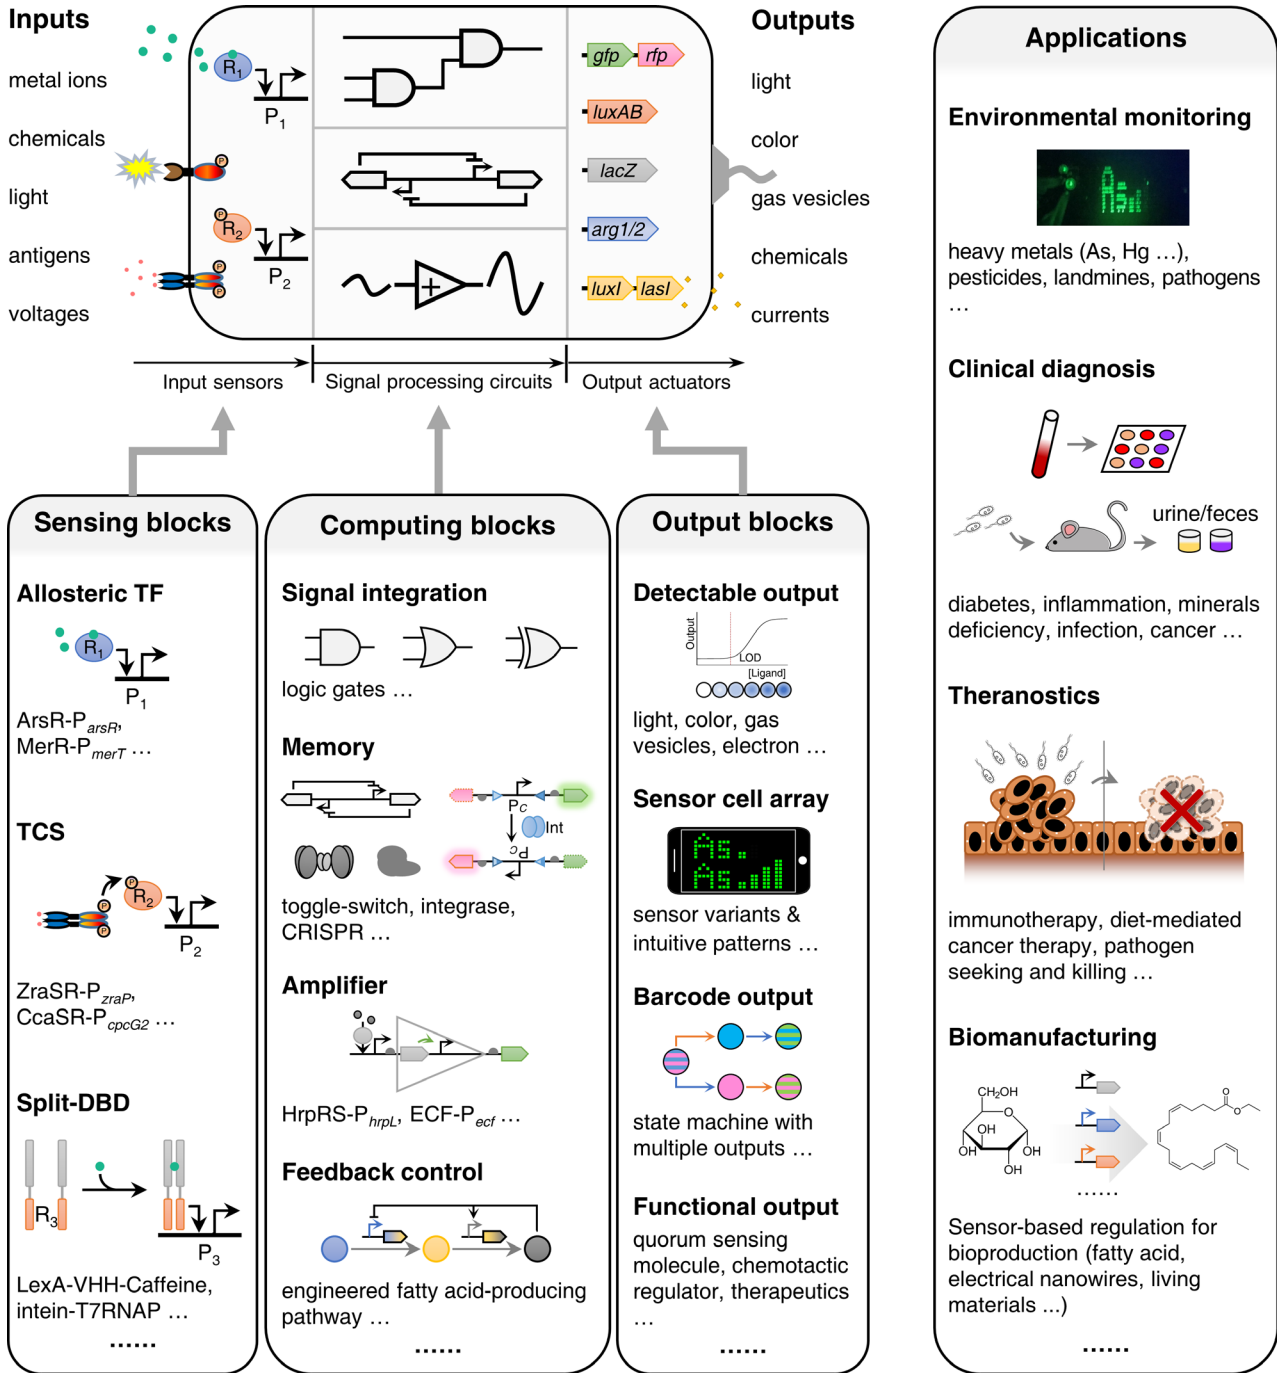 Inputs
metal ions
chemicals
light
antigens
voltages
R1
P1
P
P
R2
P2
P
P
gfp rfp
luxAB
lacZ
arg1/2
luxI lasI
Outputs
light
color
gas vesicles
chemicals
currents
Input sensors
Signal processing circuits
Output actuators
Sensing blocks
Allosteric TF
R1
P1
ArsR-ParsR,
MerR-PmerT ...
TCS
P
R2
P
P
P2
ZraSR-PzraP,
CcaSR-PcpcG2 ...
Split-DBD
R3
P3
LexA-VHH-Caffeine,
intein-T7RNAP ...
......
Computing blocks
Signal integration
logic gates ...
Memory
PC
Int
PC
toggle-switch, integrase,
CRISPR ...
Amplifier
HrpRS-PhrpL, ECF-Pecf ...
Feedback control
engineered fatty acid-producing
pathway ...
......
Output blocks
Detectable output
Output
LOD
[Ligand]
light, color, gas
vesicles, electron ...
Sensor cell array
As
As
sensor variants &
intuitive patterns ...
Barcode output
state machine with
multiple outputs ...
Functional output
quorum sensing
molecule, chemotactic
regulator, therapeutics
...
......
Applications
Environmental monitoring
As
heavy metals (As, Hg ...),
pesticides, landmines, pathogens
...
Clinical diagnosis
urine/feces
diabetes, inflammation, minerals
deficiency, infection, cancer ...
Theranostics
immunotherapy, diet-mediated
cancer therapy, pathogen
seeking and killing ...
Biomanufacturing
CH2OH
O
OH
OH
OH
OH
O
O
......
Sensor-based regulation for
bioproduction (fatty acid,
electrical nanowires, living
materials ...)
......